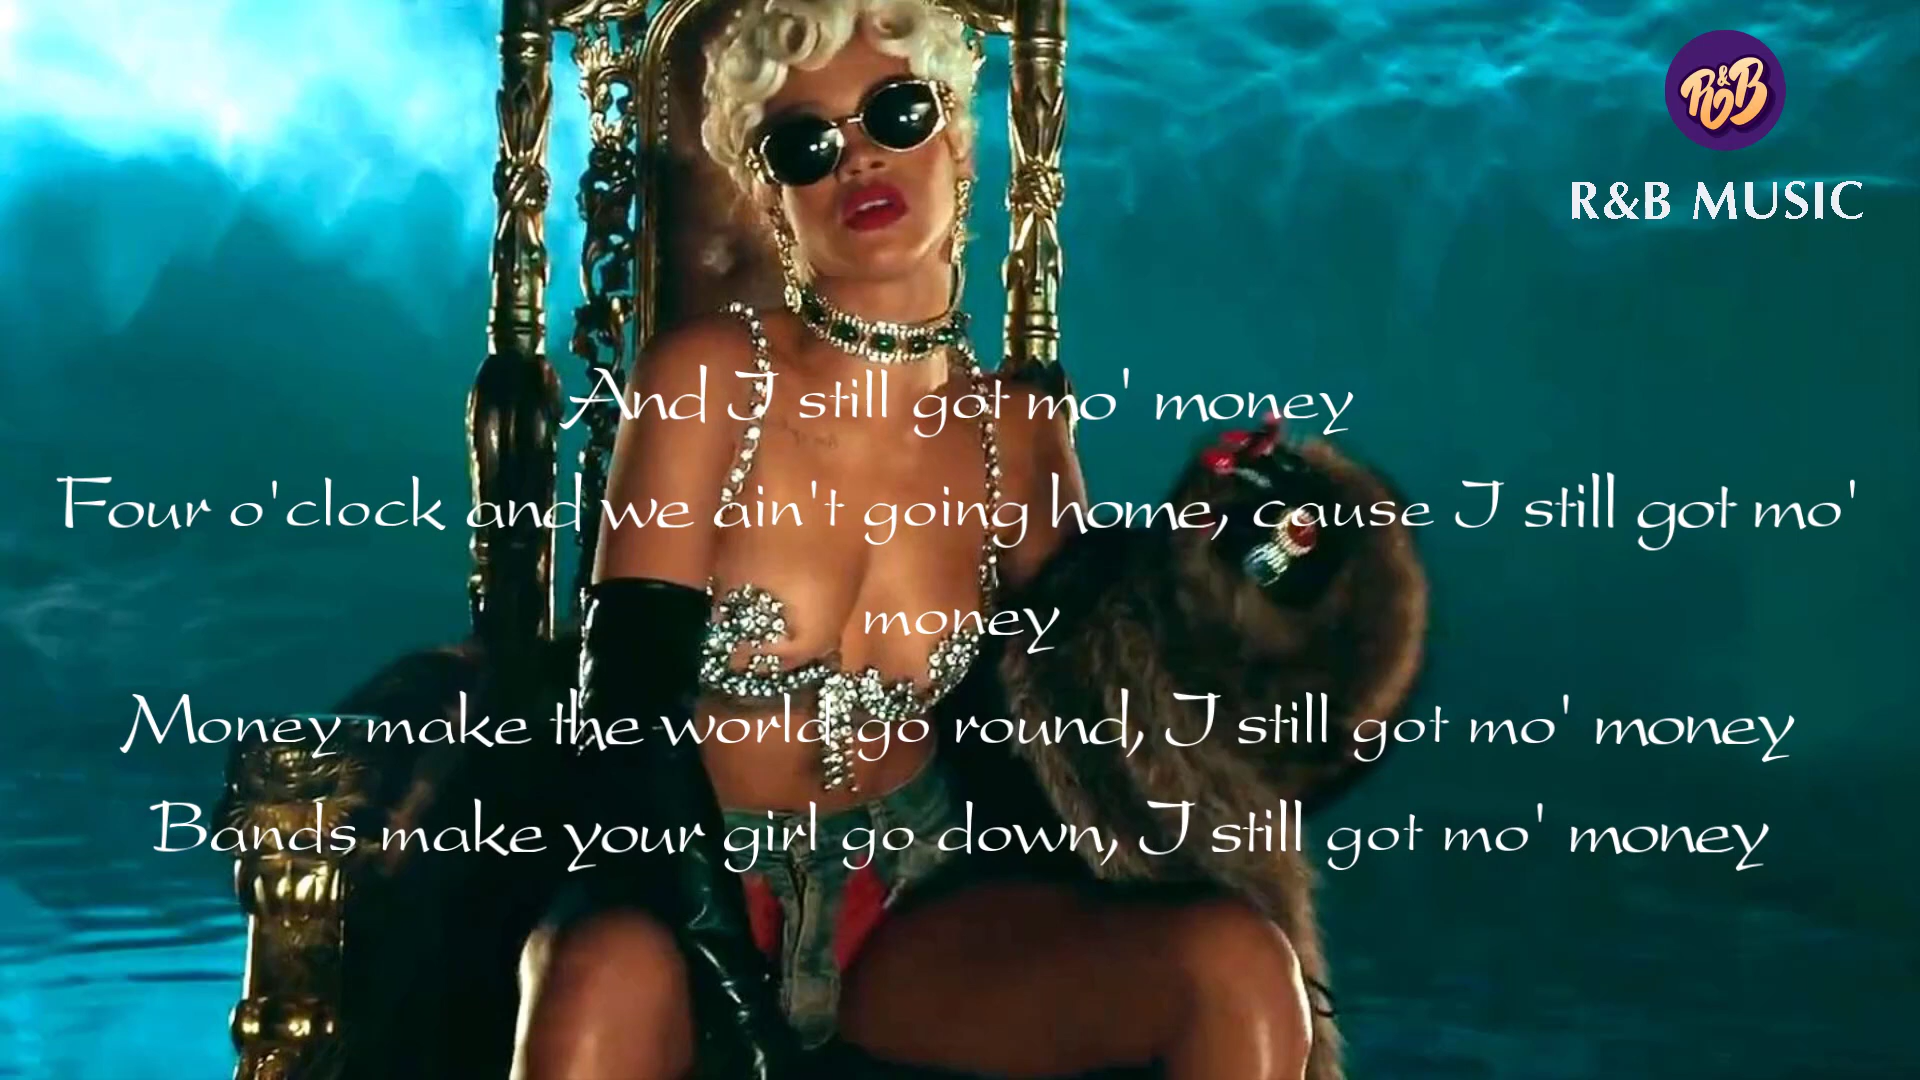 R&B
R&B MUSIC
And I still got mo' money
Four o'clock and we ain't going home, cause I still got mo'
money
Money make the world go round, I still got mo' money
Bands make your girl go down, I still got mo' money